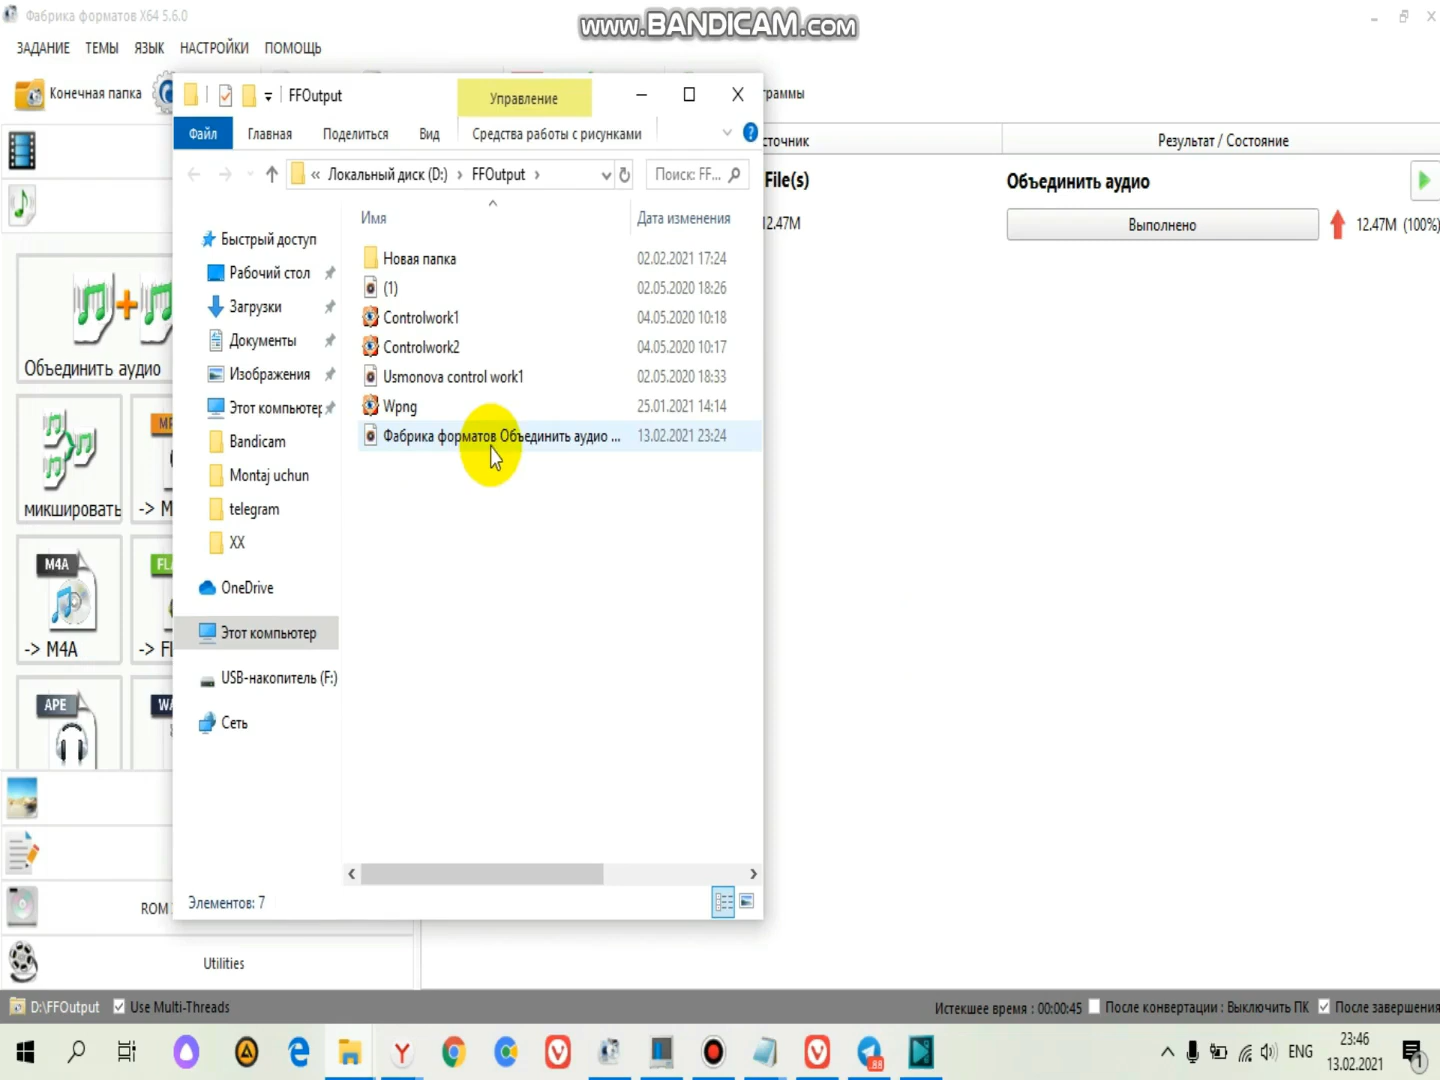 Фабрика форматов X64 5.6.0
www.BANDICAM.com
ЗАДАНИЕ ТЕМЫ ЯЗЫК НАСТРОЙКИ ПОМОЩЬ
Конечная папка
граммы
FFOutput
Управление
Файл Главная Поделиться Вид Средства работы с рисунками
« Локальный диск (D:) › FFOutput ›
Поиск: FF...
Имя Дата изменения
Быстрый доступ
Рабочий стол
Загрузки
Документы
Изображения
Этот компьютер
Bandicam
Montaj uchun
telegram
XX
OneDrive
Этот компьютер
USB-накопитель (F:)
Сеть
Новая папка 02.02.2021 17:24
(1) 02.05.2020 18:26
Controlwork1 04.05.2020 10:18
Controlwork2 04.05.2020 10:17
Usmonova control work1 02.05.2020 18:33
Wpng 25.01.2021 14:14
Фабрика форматов Объединить аудио ... 13.02.2021 23:24
Элементов: 7
точник
Результат / Состояние
File(s)
Объединить аудио
12.47M
Выполнено
12.47M (100%)
Объединить аудио
микшировать
-> M
M4A
-> M4A
FL
-> Fl
APE
WA
ROM
Utilities
D:\FFOutput
Use Multi-Threads
Истекшее время : 00:00:45
После конвертации : Выключить ПК
После завершения
88
ENG
23:46
13.02.2021
1